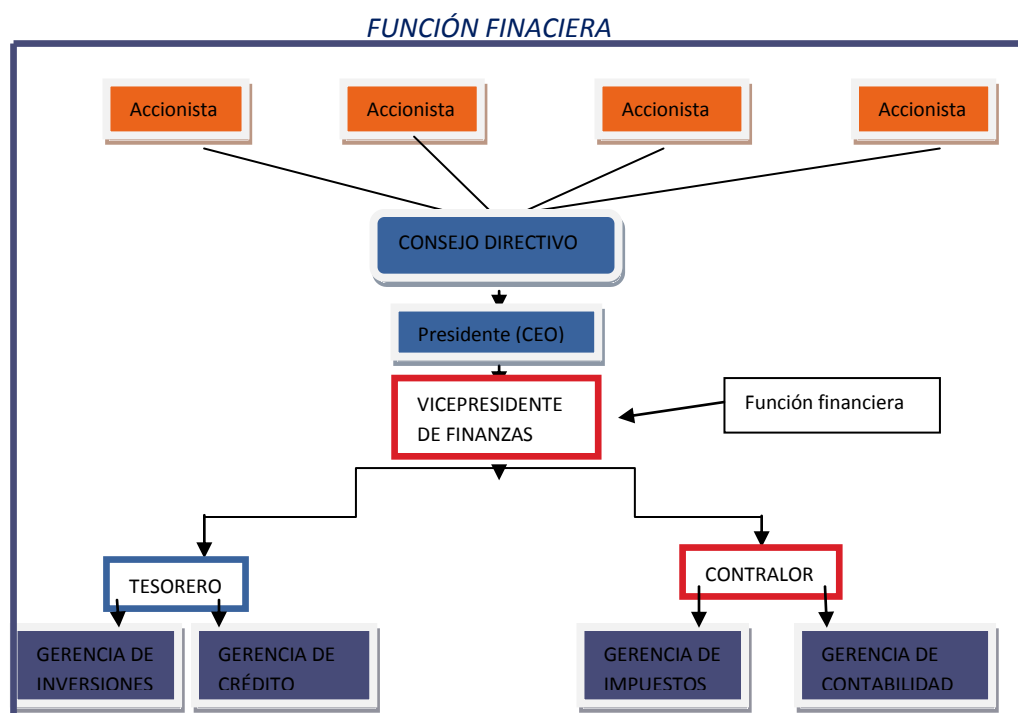 FUNCIÓN FINACIERA
Accionista
Accionista
Accionista
Accionista
CONSEJO DIRECTIVO
Presidente (CEO)
VICEPRESIDENTE
DE FINANZAS
Función financiera
TESORERO
CONTRALOR
GERENCIA DE
INVERSIONES
GERENCIA DE
CRÉDITO
GERENCIA DE
IMPUESTOS
GERENCIA DE
CONTABILIDAD